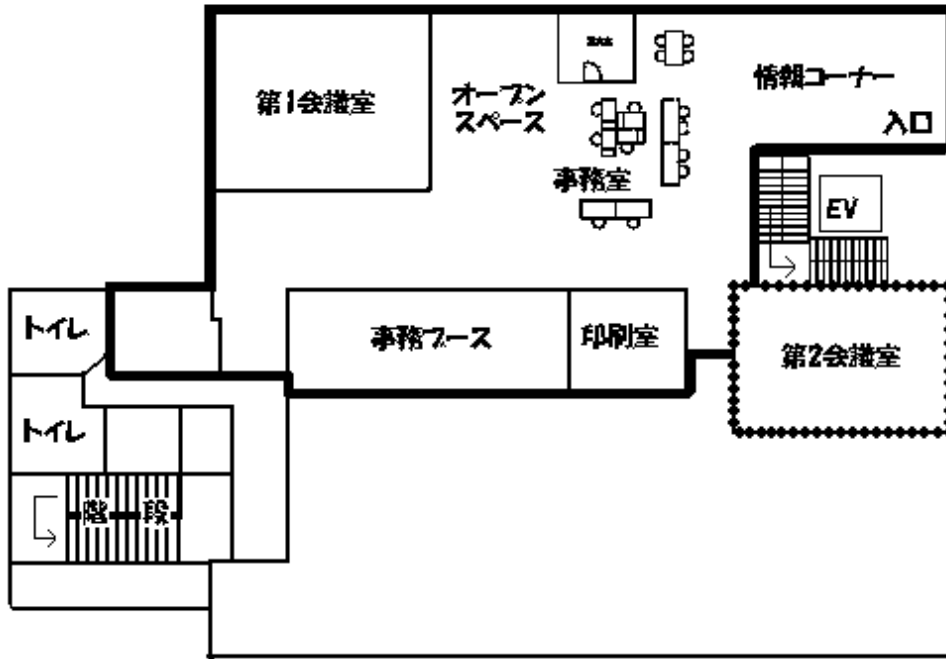 第1会議室
オープン
スペース
情報コーナー
入口
事務室
EV
トイレ
事務ブース
印刷室
第2会議室
トイレ
階段